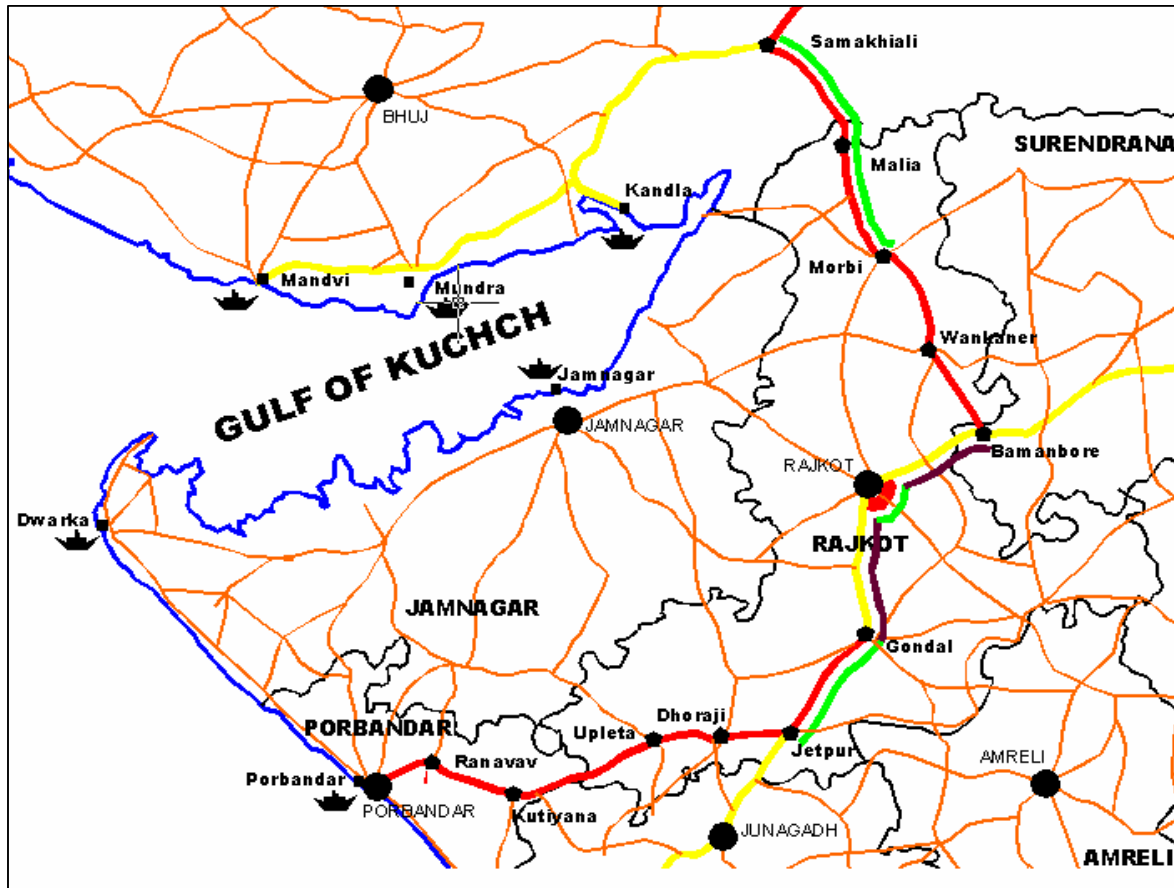 Samakhiali
BHUJ
SURENDRANA
Malia
Kandla
Morbi
Mandvi
Mundra
Wankaner
GULF OF KUCHCH
Jamnagar
JAMNAGAR
Bamanbore
RAJKOT
Dwarka
RAJKOT
JAMNAGAR
Gondal
PORBANDAR
Dhoraji
Upleta
Jetpur
Ranavav
AMRELI
Porbandar
PORBANDAR
Kutiyana
JUNAGADH
AMRELI